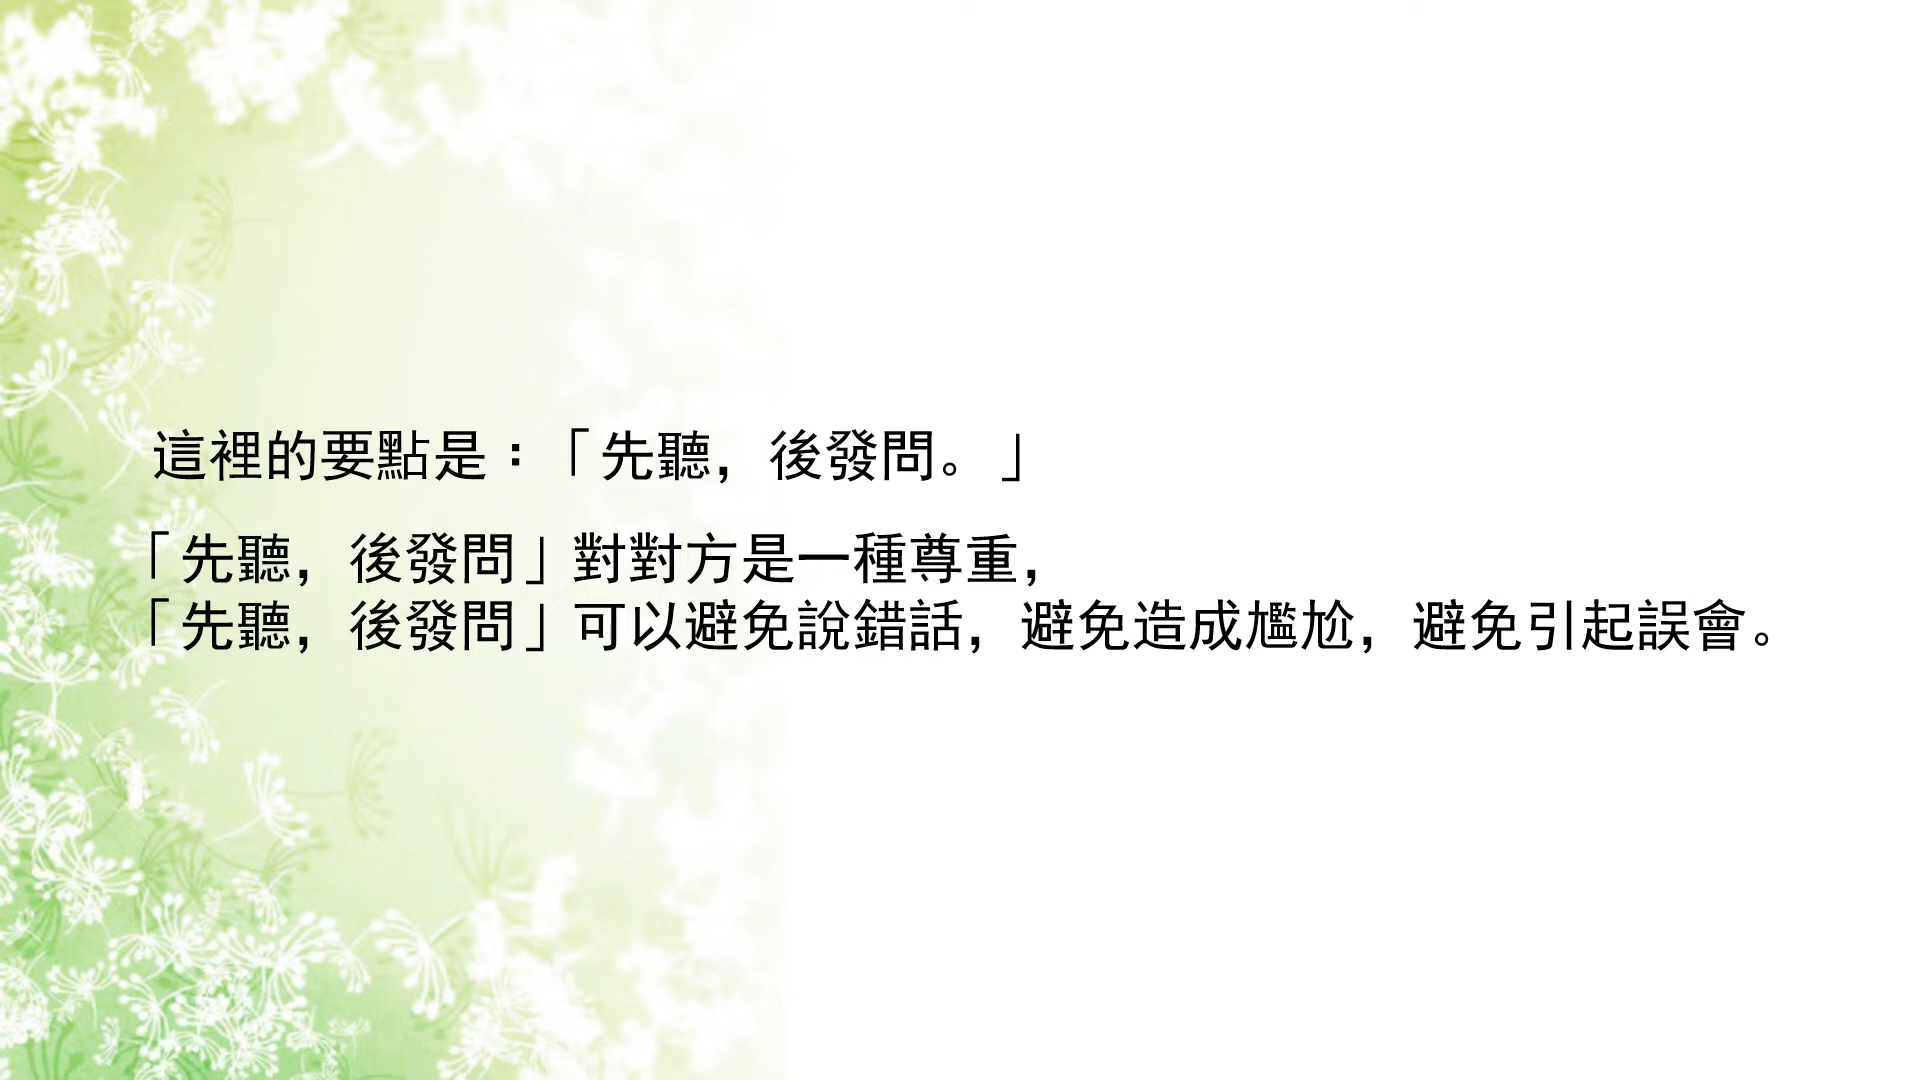 這裡的要點是：「先聽，後發問。」
「先聽，後發問」對對方是一種尊重，
「先聽，後發問」可以避免說錯話，避免造成尷尬，避免引起誤會。